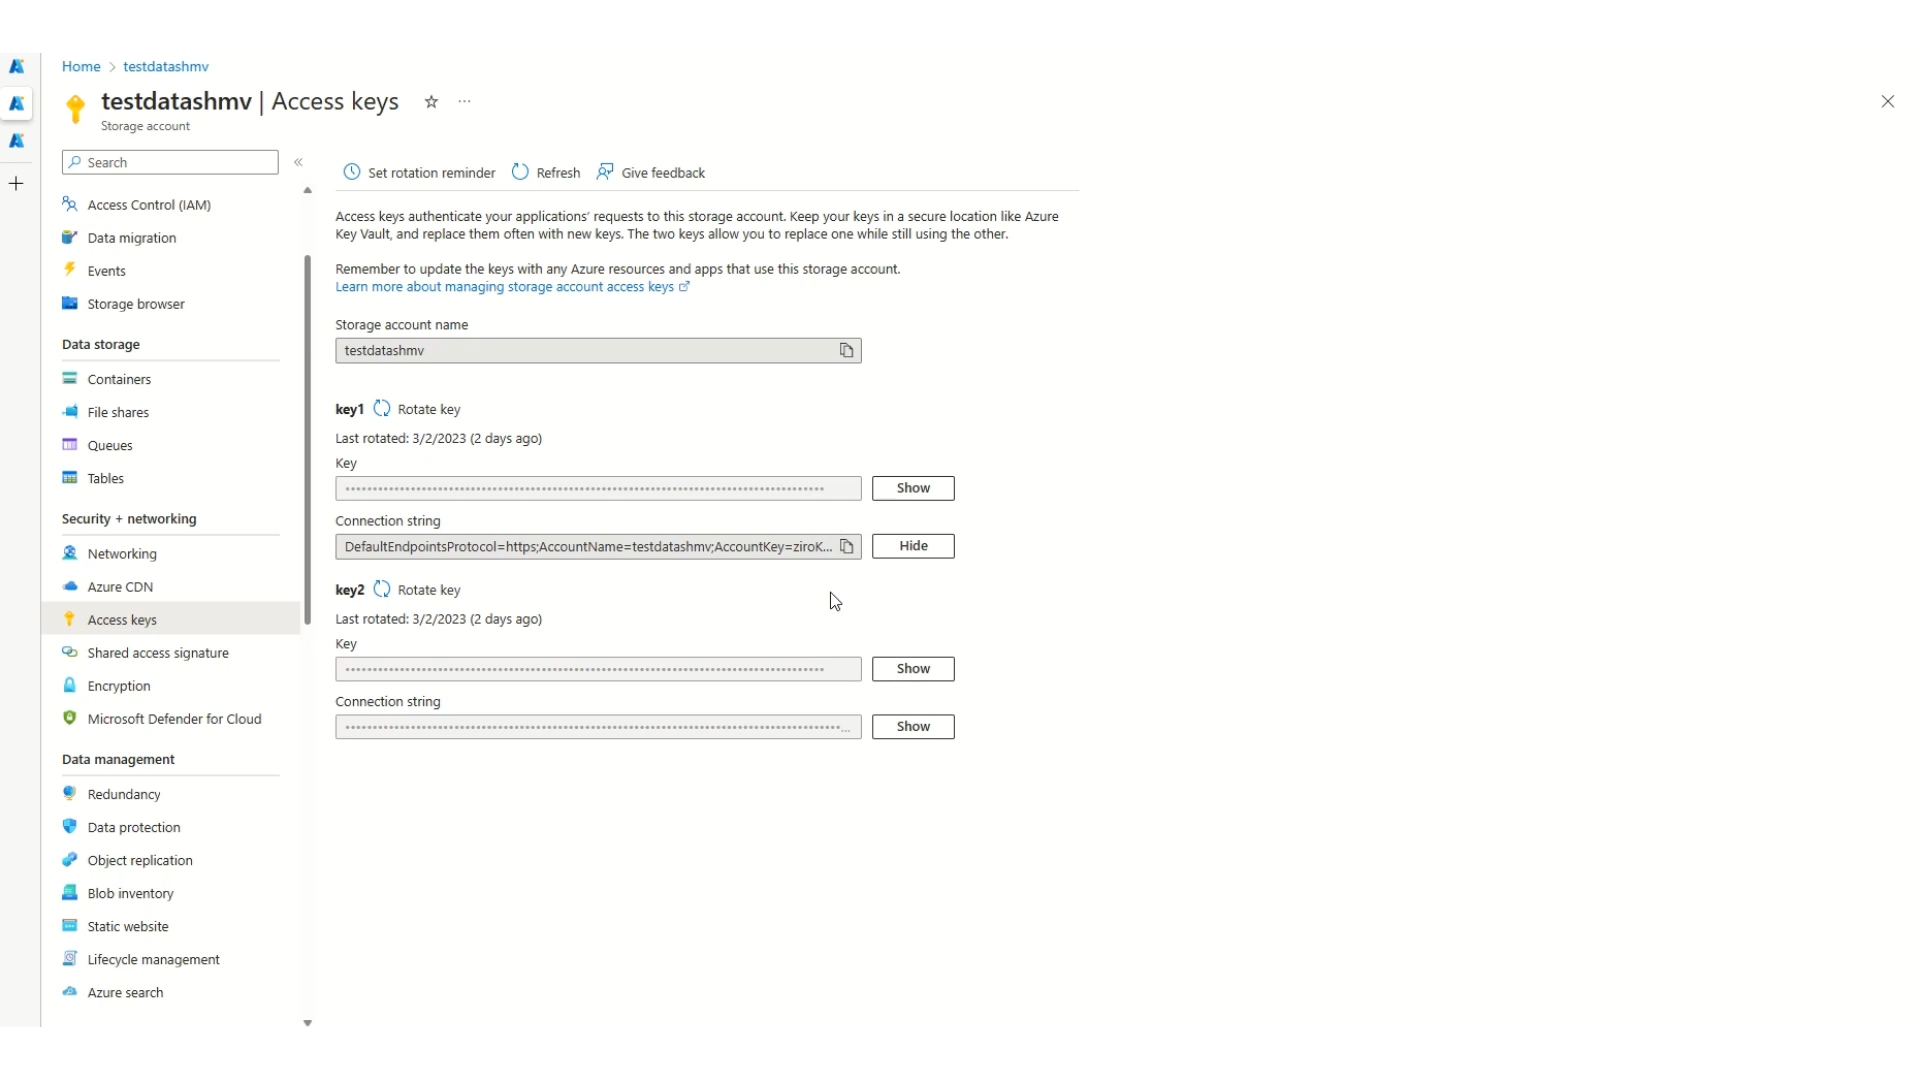 Home > testdatashmv
testdatashmv | Access keys
Storage account
Search
Access Control (IAM)
Data migration
Events
Storage browser
Data storage
Containers
File shares
Queues
Tables
Security + networking
Networking
Azure CDN
Access keys
Shared access signature
Encryption
Microsoft Defender for Cloud
Data management
Redundancy
Data protection
Object replication
Blob inventory
Static website
Lifecycle management
Azure search
Set rotation reminder
Refresh
Give feedback
Access keys authenticate your applications' requests to this storage account. Keep your keys in a secure location like Azure
Key Vault, and replace them often with new keys. The two keys allow you to replace one while still using the other.
Remember to update the keys with any Azure resources and apps that use this storage account.
Learn more about managing storage account access keys
Storage account name
testdatashmv
key1 Rotate key
Last rotated: 3/2/2023 (2 days ago)
Key
Show
Connection string
DefaultEndpointsProtocol=https;AccountName=testdatashmv;AccountKey=ziroK... Hide
key2 Rotate key
Last rotated: 3/2/2023 (2 days ago)
Key
Show
Connection string
Show